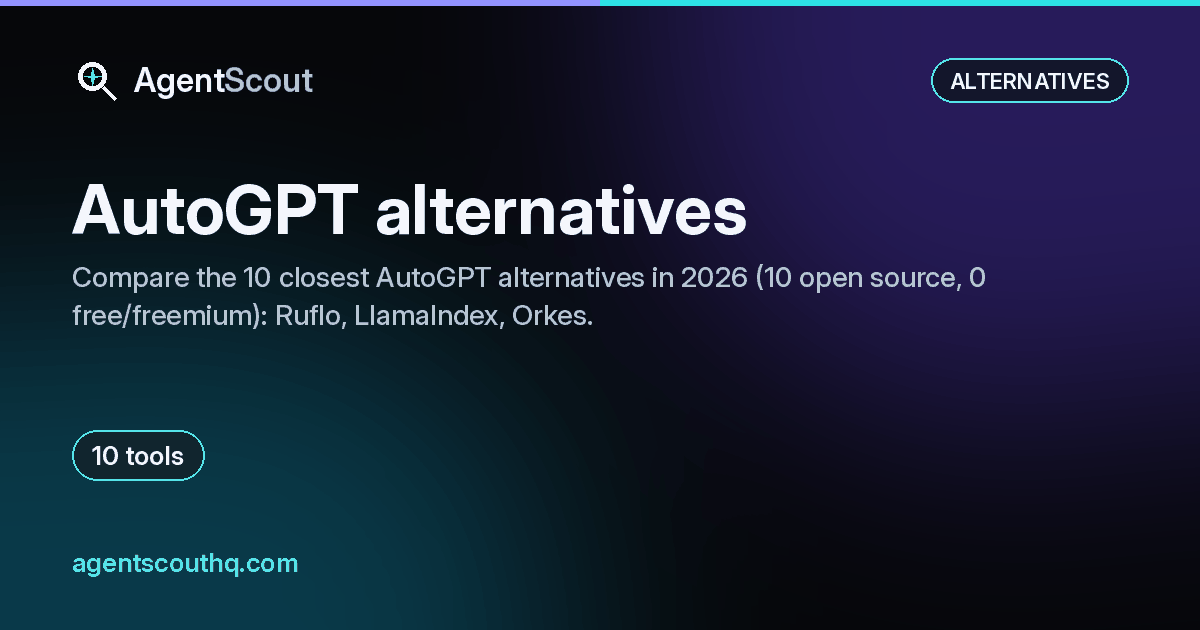 AgentScout
ALTERNATIVES
AutoGPT alternatives
Compare the 10 closest AutoGPT alternatives in 2026 (10 open source, 0
free/freemium): Ruflo, LlamaIndex, Orkes.
10 tools
agentscouthq.com